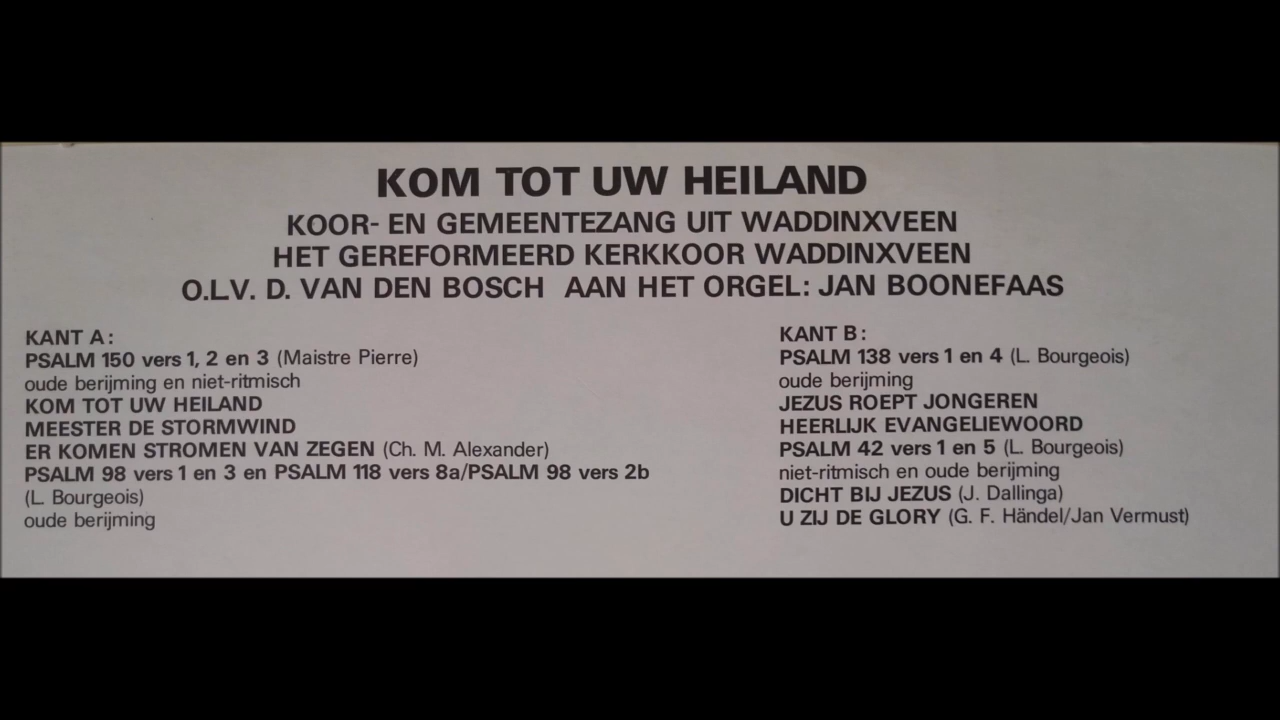 KOM TOT UW HEILAND
KOOR- EN GEMEENTEZANG UIT WADDINXVEEN
HET GEREFORMEERD KERKKOOR WADDINXVEEN
O.L.V. D. VAN DEN BOSCH AAN HET ORGEL: JAN BOONEFAAS
KANT A:
PSALM 150 vers 1, 2 en 3 (Maistre Pierre)
oude berijming en niet-ritmisch
KOM TOT UW HEILAND
MEESTER DE STORMWIND
ER KOMEN STROMEN VAN ZEGEN (Ch. M. Alexander)
PSALM 98 vers 1 en 3 en PSALM 118 vers 8a/PSALM 98 vers 2b
(L. Bourgeois)
oude berijming
KANT B:
PSALM 138 vers 1 en 4 (L. Bourgeois)
oude berijming
JEZUS ROEPT JONGEREN
HEERLIJK EVANGELIEWOORD
PSALM 42 vers 1 en 5 (L. Bourgeois)
niet-ritmisch en oude berijming
DICHT BIJ JEZUS (J. Dallinga)
U ZIJ DE GLORY (G. F. Händel/Jan Vermust)